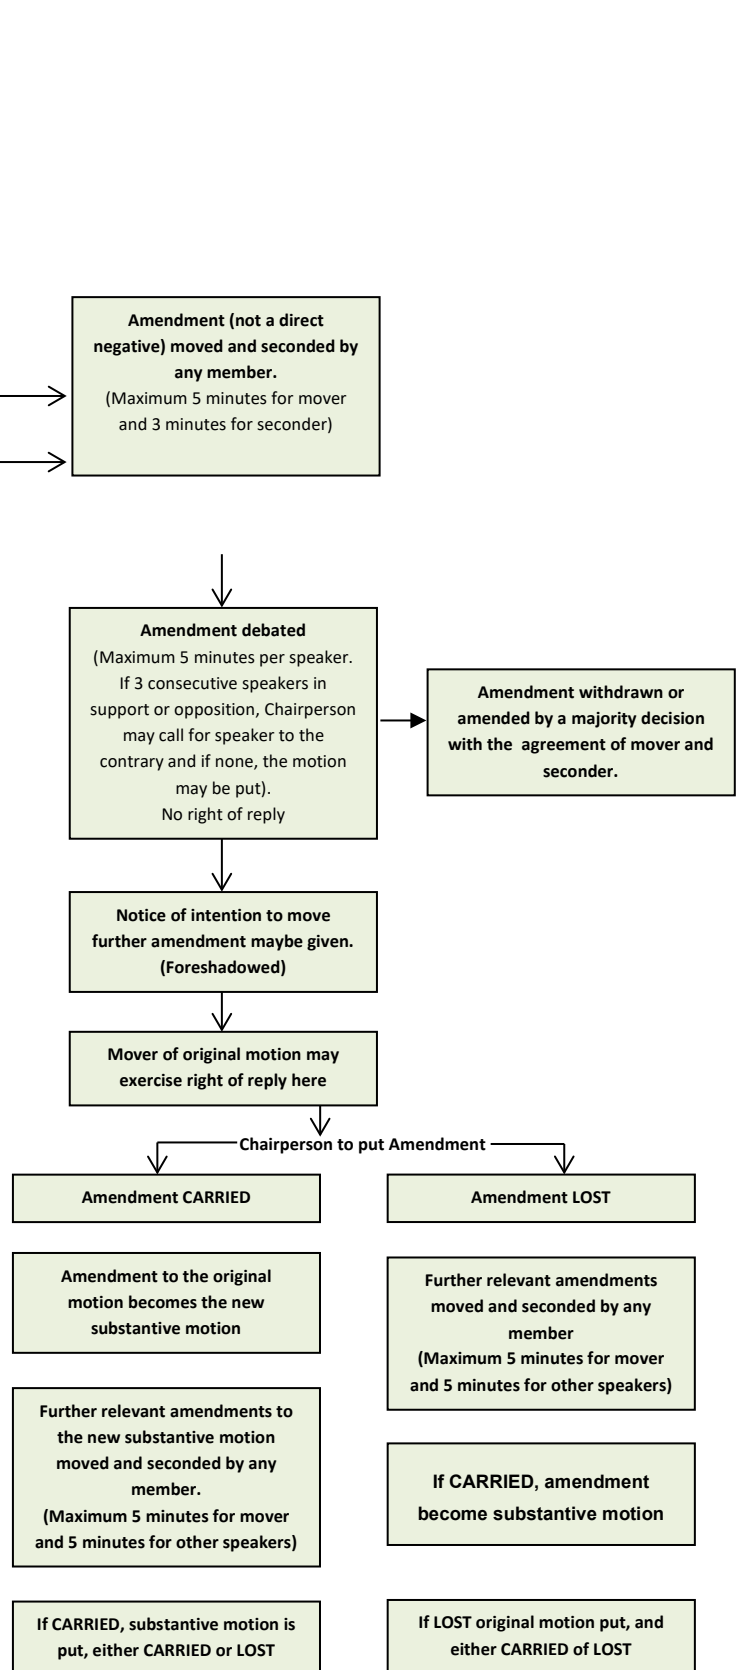 Amendment (not a direct
negative) moved and seconded by
any member.
(Maximum 5 minutes for mover
and 3 minutes for seconder)
Amendment debated
(Maximum 5 minutes per speaker.
If 3 consecutive speakers in
support or opposition, Chairperson
may call for speaker to the
contrary and if none, the motion
may be put).
No right of reply
Amendment withdrawn or
amended by a majority decision
with the agreement of mover and
seconder.
Notice of intention to move
further amendment maybe given.
(Foreshadowed)
Mover of original motion may
exercise right of reply here
Chairperson to put Amendment
Amendment CARRIED
Amendment to the original
motion becomes the new
substantive motion
Further relevant amendments to
the new substantive motion
moved and seconded by any
member.
(Maximum 5 minutes for mover
and 5 minutes for other speakers)
If CARRIED, substantive motion is
put, either CARRIED or LOST
Amendment LOST
Further relevant amendments
moved and seconded by any
member
(Maximum 5 minutes for mover
and 5 minutes for other speakers)
If CARRIED, amendment
become substantive motion
If LOST original motion put, and
either CARRIED of LOST